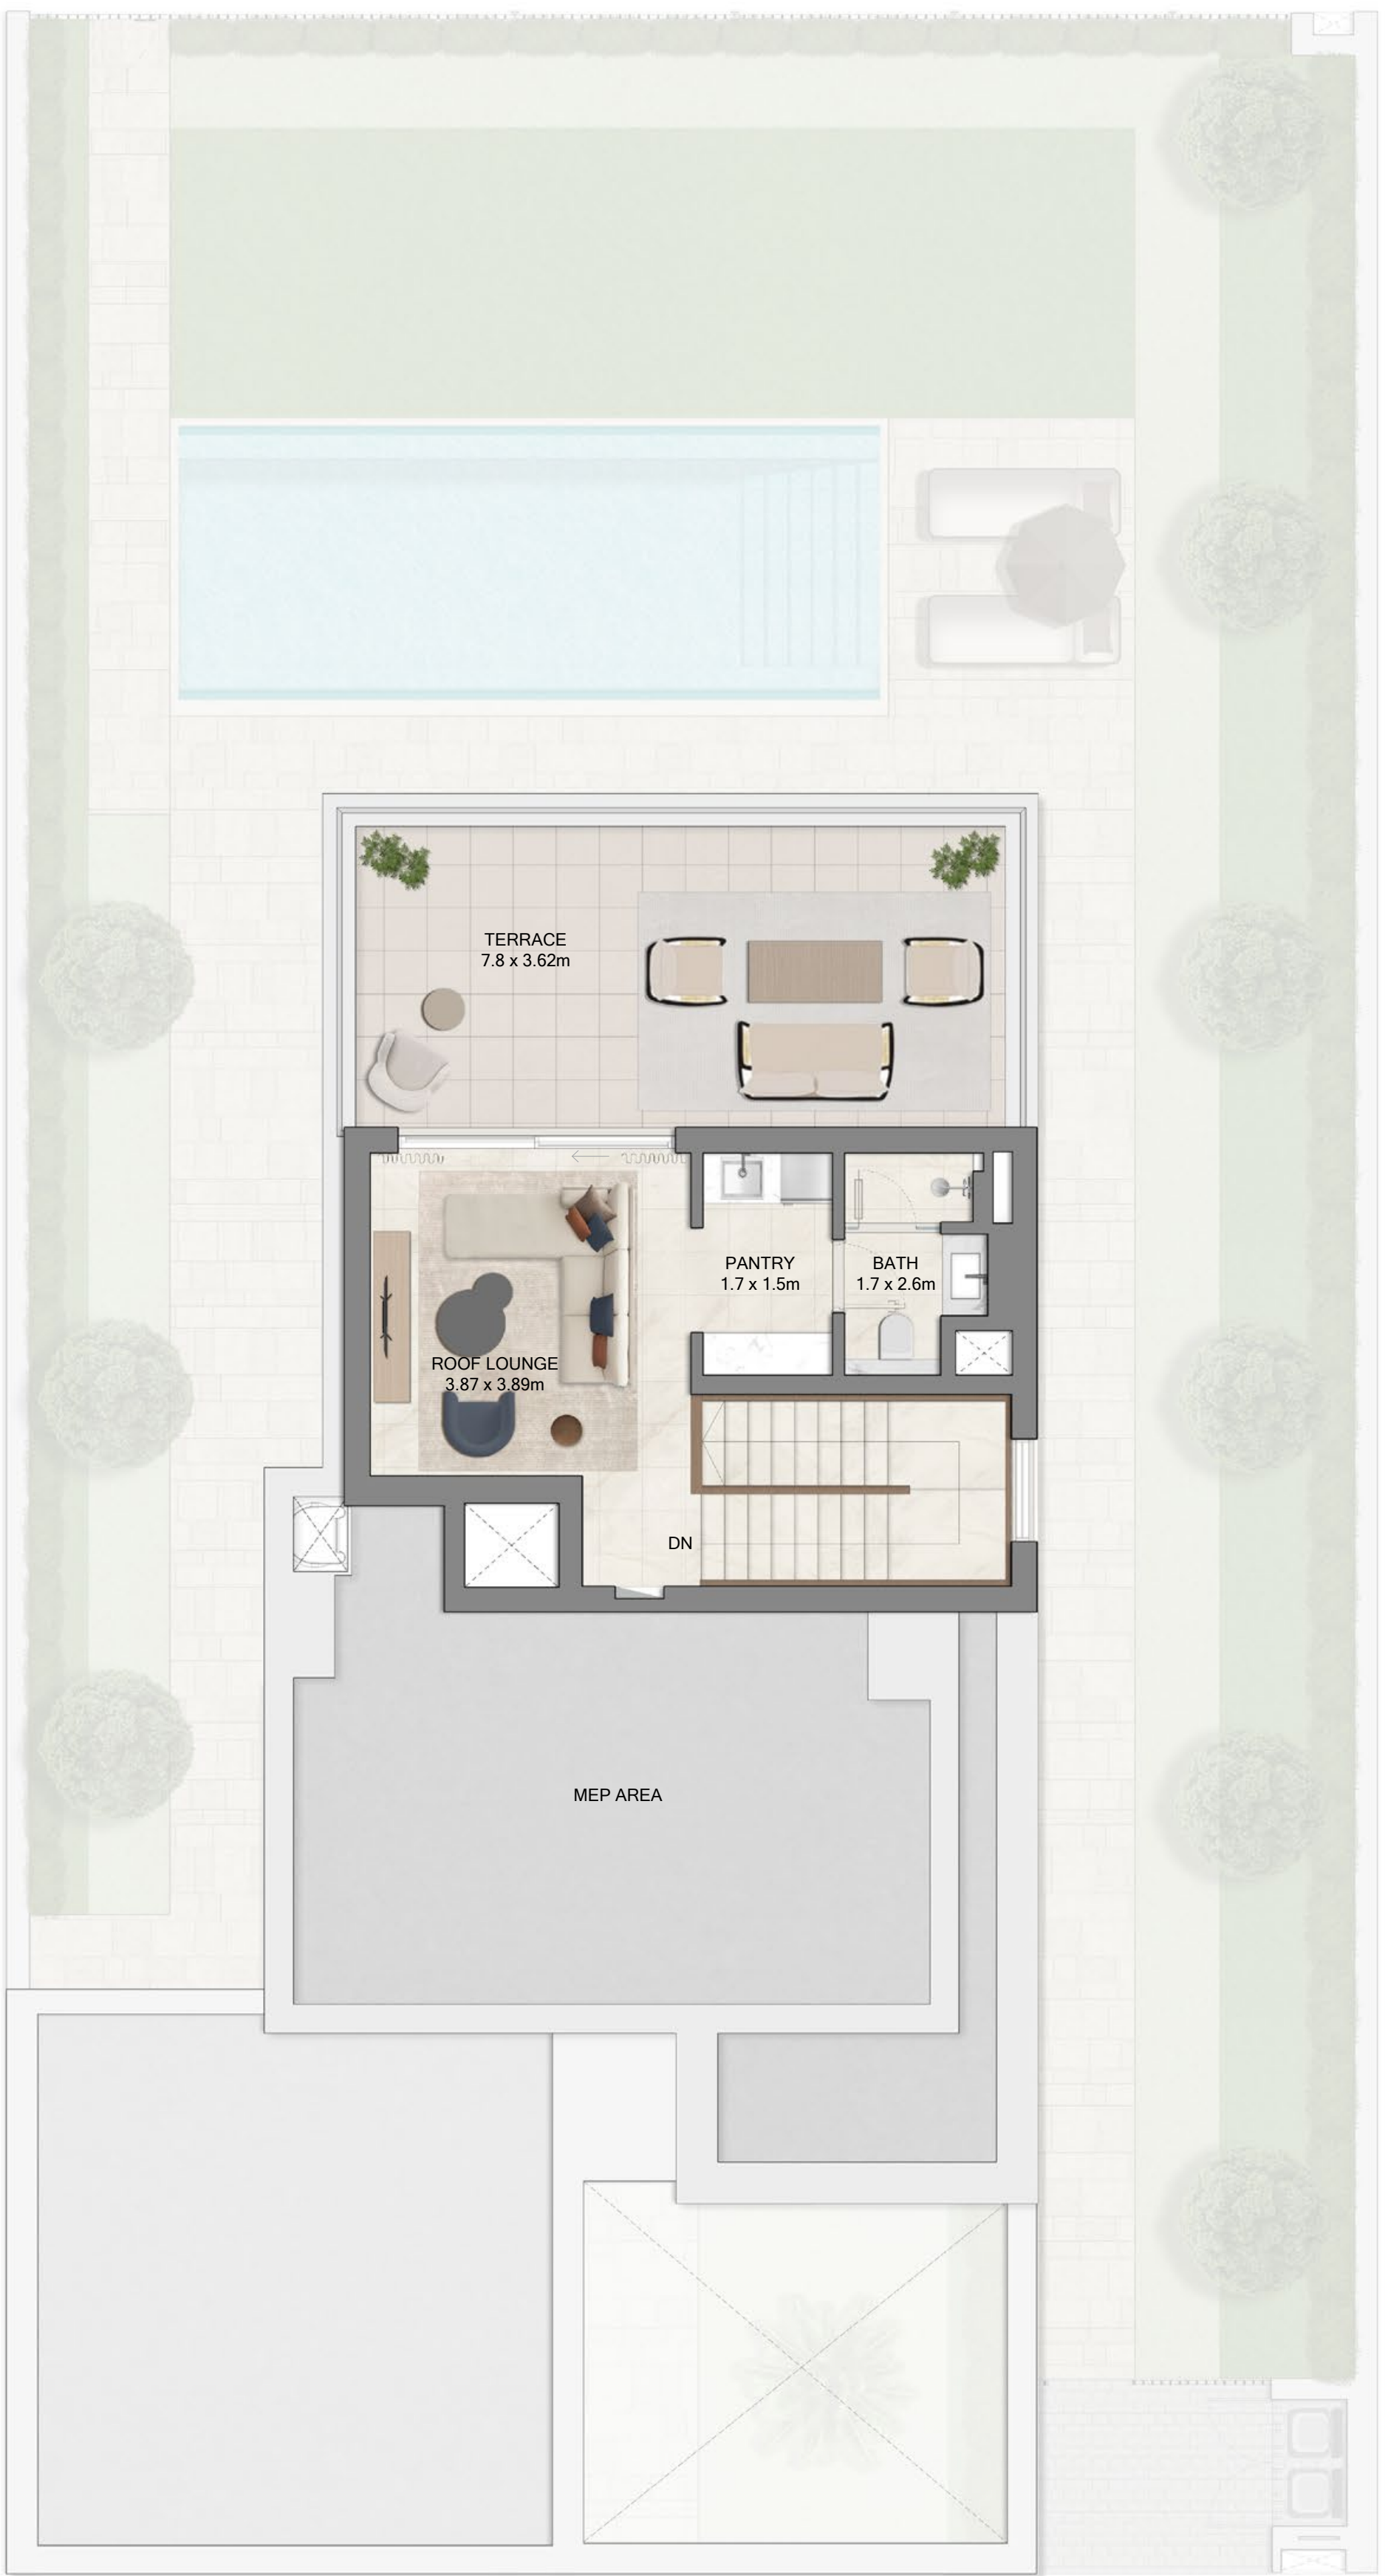 TERRACE
7.8 x 3.62m
PANTRY
1.7 x 1.5m
BATH
1.7 x 2.6m
ROOF LOUNGE
3.87 x 3.89m
DN
MEP AREA